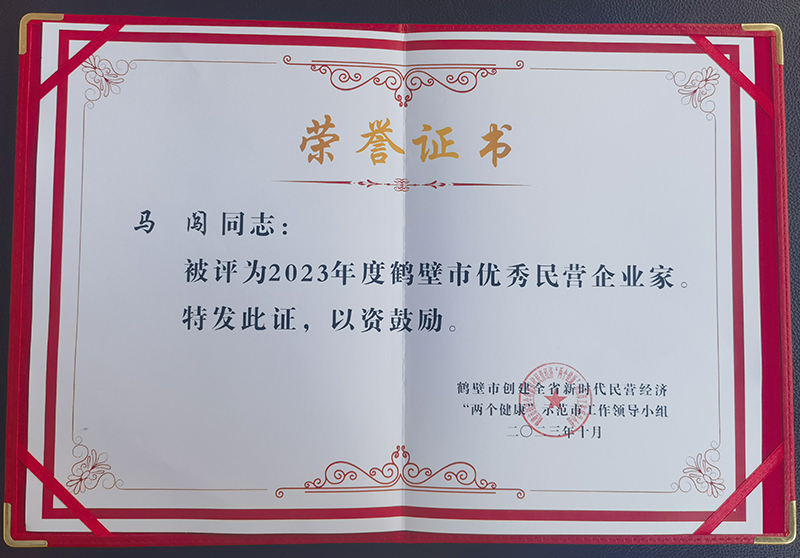 荣誉证书
马 闯 同志：
被评为2023年度鹤壁市优秀民营企业家。
特发此证，以资鼓励。
鹤壁市创建全省新时代民营经济
“两个健康”示范市工作领导小组
二〇二三年十月